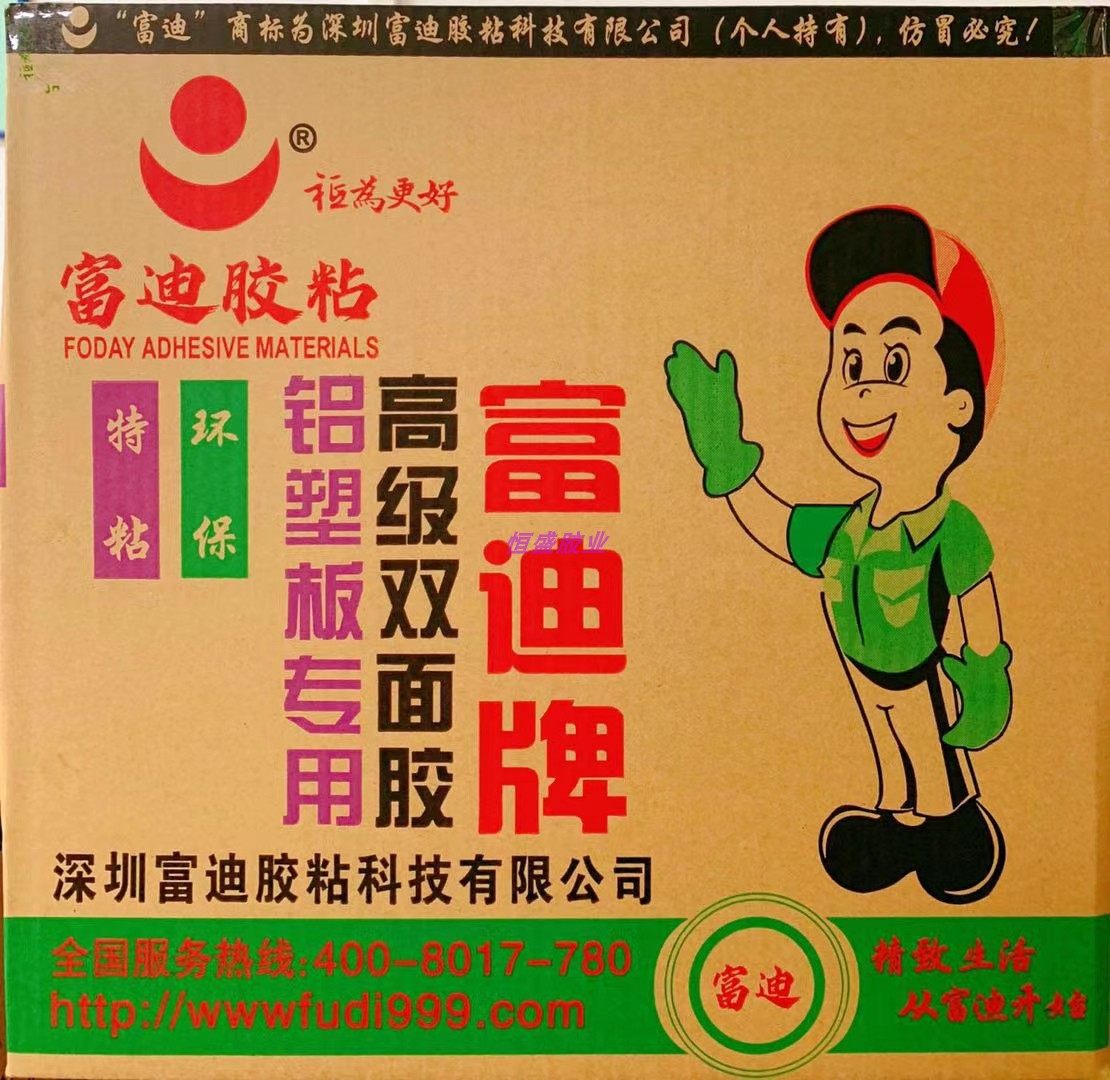 “富迪”商标为深圳富迪胶粘科技有限公司(个人持有),仿冒必究!
®
为更好
富迪胶粘
FODAY ADHESIVE MATERIALS
特粘
环保
富迪牌
高级双面胶
铝塑板专用
恒盛胶业
深圳富迪胶粘科技有限公司
全国服务热线:400-8017-780
http://wwwfudi999.com
富迪
精致生活
从富迪开始